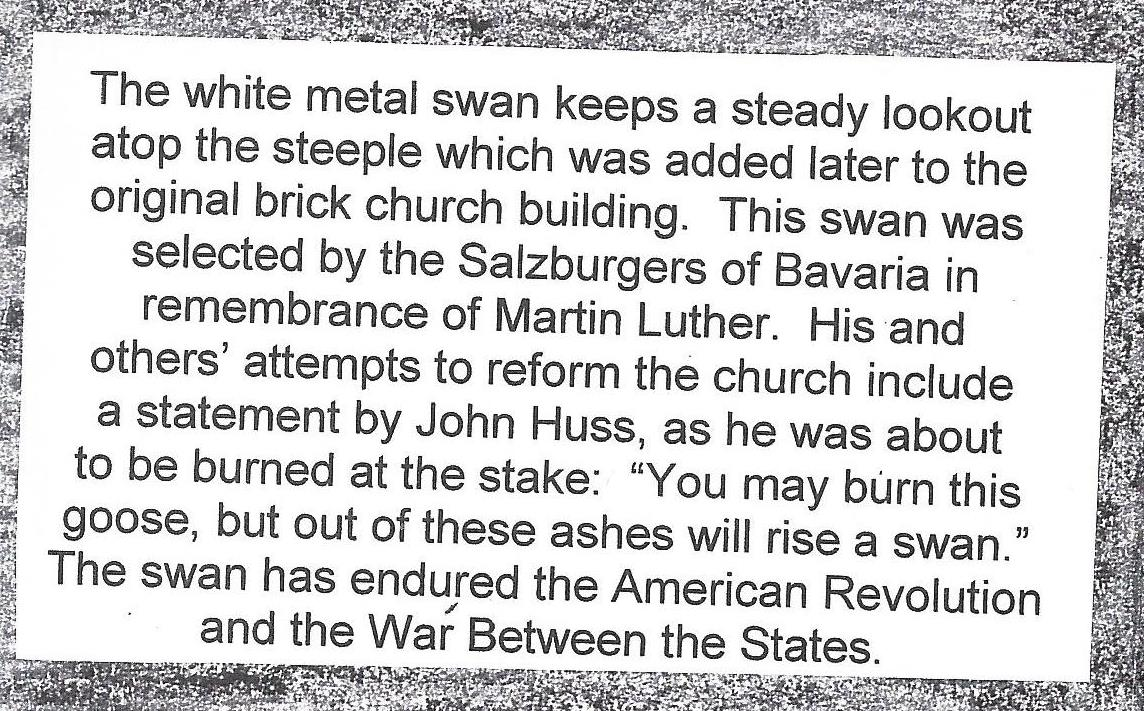 The white metal swan keeps a steady lookout
atop the steeple which was added later to the
original brick church building.  This swan was
selected by the Salzburgers of Bavaria in
remembrance of Martin Luther.  His and
others’ attempts to reform the church include
a statement by John Huss, as he was about
to be burned at the stake:  “You may burn this
goose, but out of these ashes will rise a swan.”
The swan has endured the American Revolution
and the War Between the States.